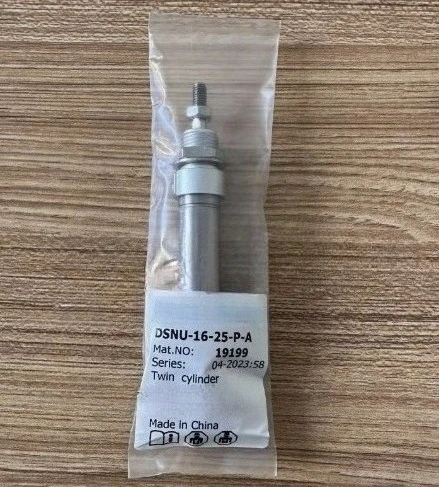 DSNU-16-25-P-A
Mat.NO: 19199
Series: 04-2023:58
Twin cylinder
Made in China